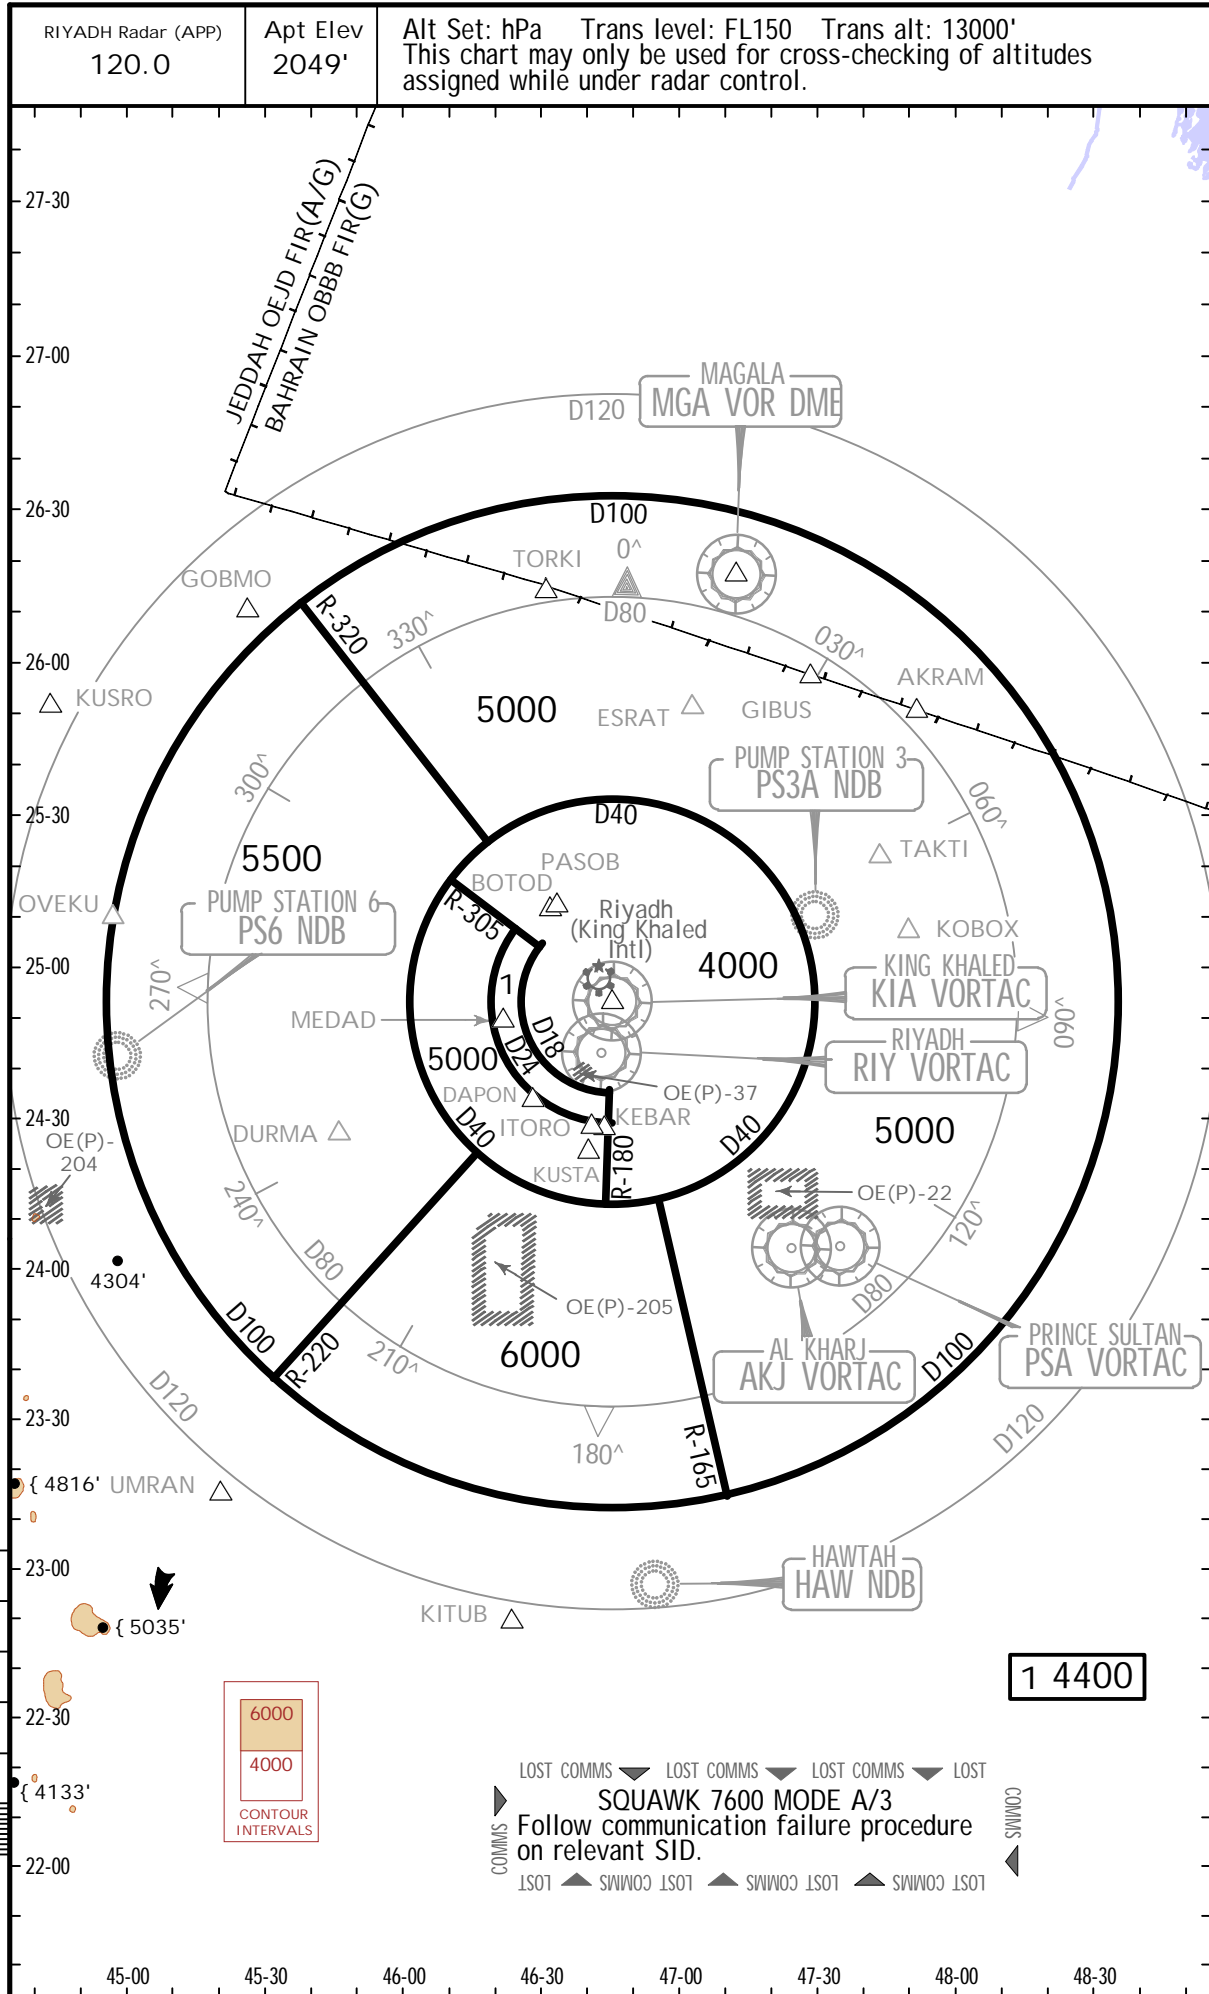 RIYADH Radar (APP)
120.0
Apt Elev
2049'
Alt Set: hPa Trans level: FL150 Trans alt: 13000'
This chart may only be used for cross-checking of altitudes
assigned while under radar control.
27-30
JEDDAH OEJD FIR(A/G)
BAHRAIN OBBB FIR(G)
27-00
MAGALA
MGA VOR DME
D120
26-30
D100
TORKI
0^
GOBMO
R-320
D80
330^
030^
26-00
AKRAM
KUSRO
5000
ESRAT
GIBUS
PUMP STATION 3
PS3A NDB
300^
060^
25-30
D40
TAKTI
5500
PASOB
BOTOD
OVEKU
PUMP STATION 6
PS6 NDB
R-305
Riyadh
(King Khaled
Intl)
KOBOX
25-00
270^
1
4000
KING KHALED
KIA VORTAC
MEDAD
090^
D18
D24
5000
RIYADH
RIY VORTAC
DAPON
OE(P)-37
24-30
D40
ITORO
KEBAR
D40
5000
DURMA
OE(P)-
204
KUSTA
R-180
OE(P)-22
240^
120^
D80
24-00
4304'
OE(P)-205
D80
D100
R-220
210^
6000
AL KHARJ
AKJ VORTAC
D100
PRINCE SULTAN
PSA VORTAC
D120
23-30
180^
R-165
D120
4816'
UMRAN
23-00
HAWTAH
HAW NDB
5035'
KITUB
1 4400
22-30
6000
4000
CONTOUR
INTERVALS
4133'
LOST COMMS LOST COMMS LOST COMMS LOST
COMMS
SQUAWK 7600 MODE A/3
Follow communication failure procedure
on relevant SID.
COMMS
LOST COMMS LOST COMMS LOST COMMS LOST
22-00
45-00 45-30 46-00 46-30 47-00 47-30 48-00 48-30